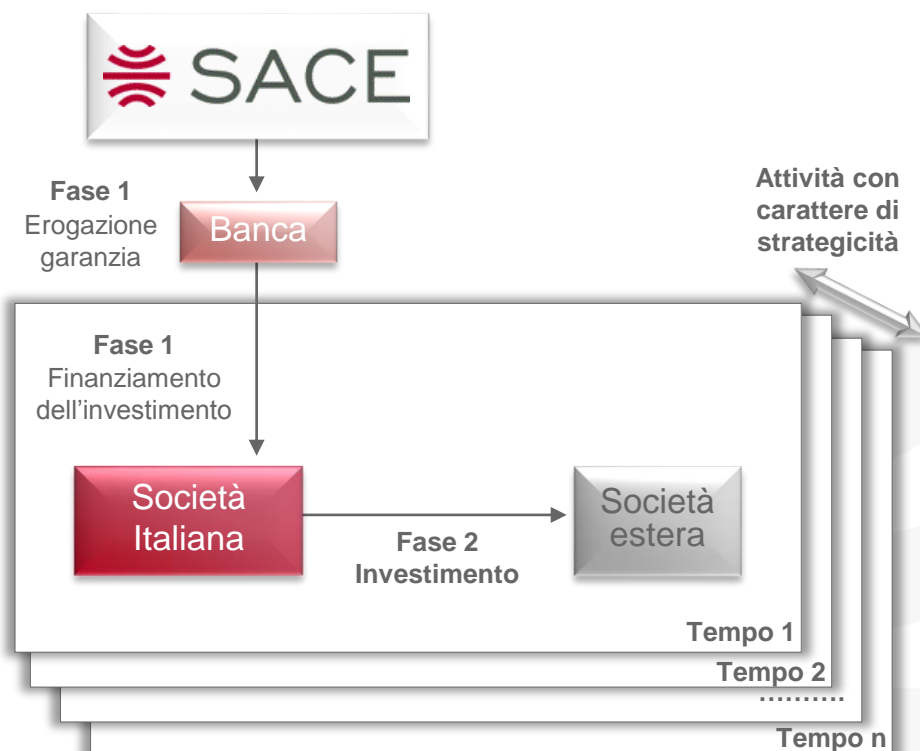 SACE
Fase 1
Erogazione
garanzia
Banca
Attività con
carattere di
strategicità
Fase 1
Finanziamento
dell'investimento
Società
Italiana
Fase 2
Investimento
Società
estera
Tempo 1
Tempo 2
..........
Tempo n